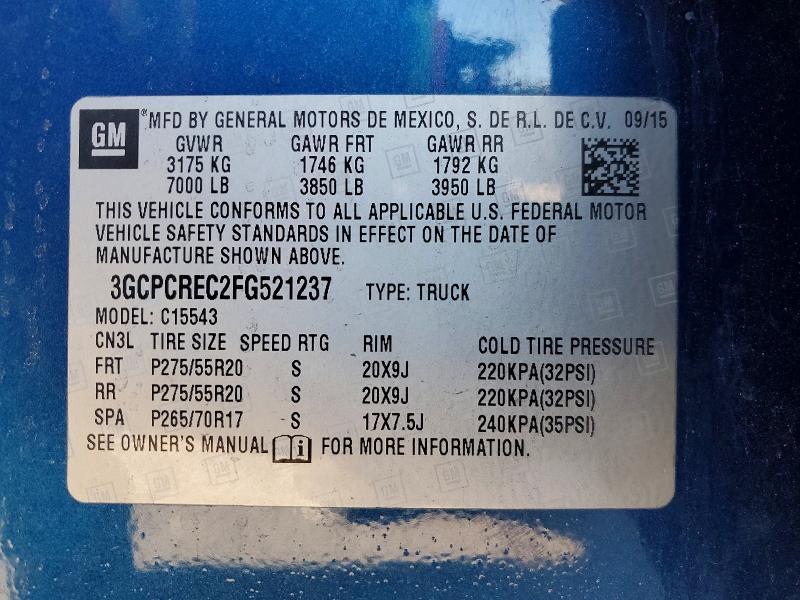 GM ® MFD BY GENERAL MOTORS DE MEXICO, S. DE R.L. DE C.V. 09/15
GVWR GAWR FRT GAWR RR
3175 KG 1746 KG 1792 KG
7000 LB 3850 LB 3950 LB
THIS VEHICLE CONFORMS TO ALL APPLICABLE U.S. FEDERAL MOTOR
VEHICLE SAFETY STANDARDS IN EFFECT ON THE DATE OF
MANUFACTURE SHOWN ABOVE.
3GCPCREC2FG521237 TYPE: TRUCK
MODEL: C15543
CN3L TIRE SIZE SPEED RTG RIM COLD TIRE PRESSURE
FRT P275/55R20 S 20X9J 220KPA(32PSI)
RR P275/55R20 S 20X9J 220KPA(32PSI)
SPA P265/70R17 S 17X7.5J 240KPA(35PSI)
SEE OWNER'S MANUAL i FOR MORE INFORMATION.